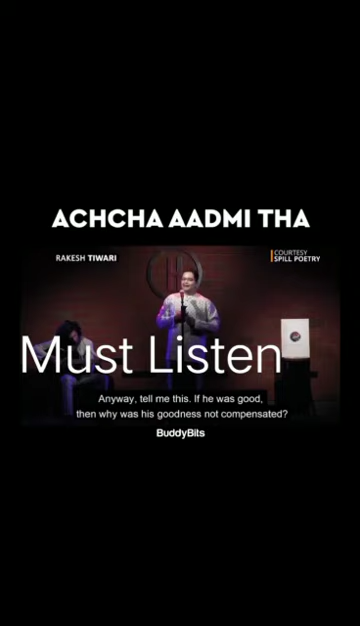 ACHCHA AADMI THA
RAKESH TIWARI
COURTESY
SPILL POETRY
Must Listen
Anyway, tell me this. If he was good,
then why was his goodness not compensated?
BuddyBits